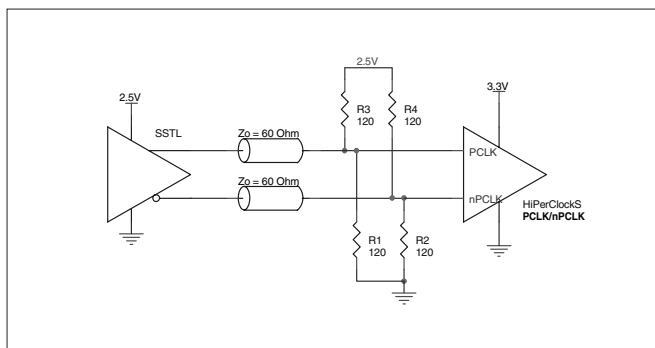 2.5V
2.5V
3.3V
SSTL
Zo = 60 Ohm
R3
120
R4
120
PCLK
Zo = 60 Ohm
nPCLK
HiPerClockS
PCLK/nPCLK
R1
120
R2
120